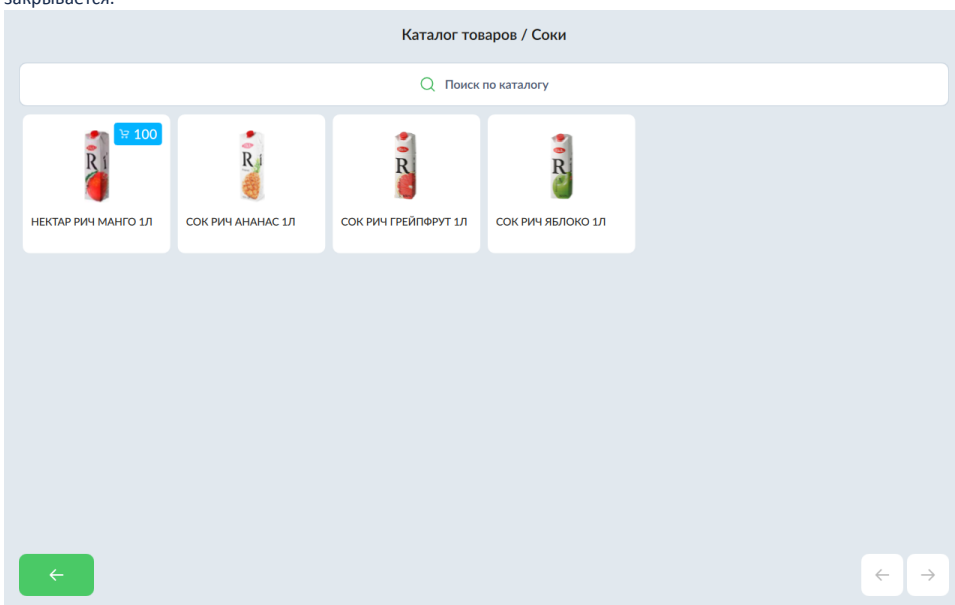 закрывается.
Каталог товаров / Соки
Поиск по каталогу
100
НЕКТАР РИЧ МАНГО 1Л
СОК РИЧ АНАНАС 1Л
СОК РИЧ ГРЕЙПФРУТ 1Л
СОК РИЧ ЯБЛОКО 1Л